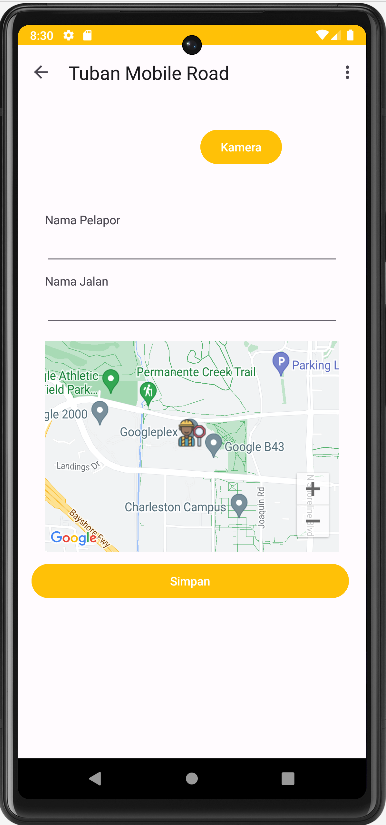 8:30
Tuban Mobile Road
Kamera
Nama Pelapor
Nama Jalan
gle Athletic
ield Park...
Permanente Creek Trail
P
Parking L
gle 2000
Googleplex
Google B43
Landings Dr
Charleston Campus
Joaquin Rd
Bayshore Fwy
Google
Simpan